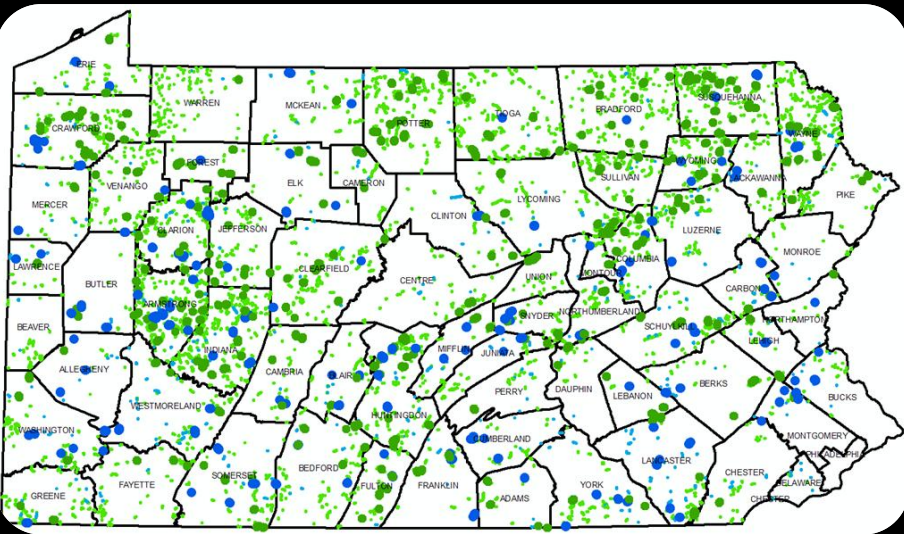 ERIE
WARREN
MCKEAN
POTTER
TIOGA
BRADFORD
SUSQUEHANNA
WAYNE
CRAWFORD
FOREST
WYOMING
VENANGO
ELK
CAMERON
SULLIVAN
LACKAWANNA
PIKE
MERCER
CLINTON
LYCOMING
CLARION
JEFFERSON
LUZERNE
MONROE
LAWRENCE
CLEARFIELD
CENTRE
UNION
MONTOUR
COLUMBIA
BUTLER
CARBON
ARMSTRONG
SNYDER
NORTHUMBERLAND
NORTHAMPTON
BEAVER
SCHUYLKILL
LEHIGH
INDIANA
MIFFLIN
JUNIATA
ALLEGHENY
CAMBRIA
BLAIR
PERRY
DAUPHIN
LEBANON
BERKS
BUCKS
WESTMORELAND
HUNTINGDON
WASHINGTON
CUMBERLAND
MONTGOMERY
PHILADELPHIA
LANCASTER
BEDFORD
SOMERSET
CHESTER
DELAWARE
FAYETTE
FULTON
FRANKLIN
YORK
GREENE
ADAMS
CHESTER